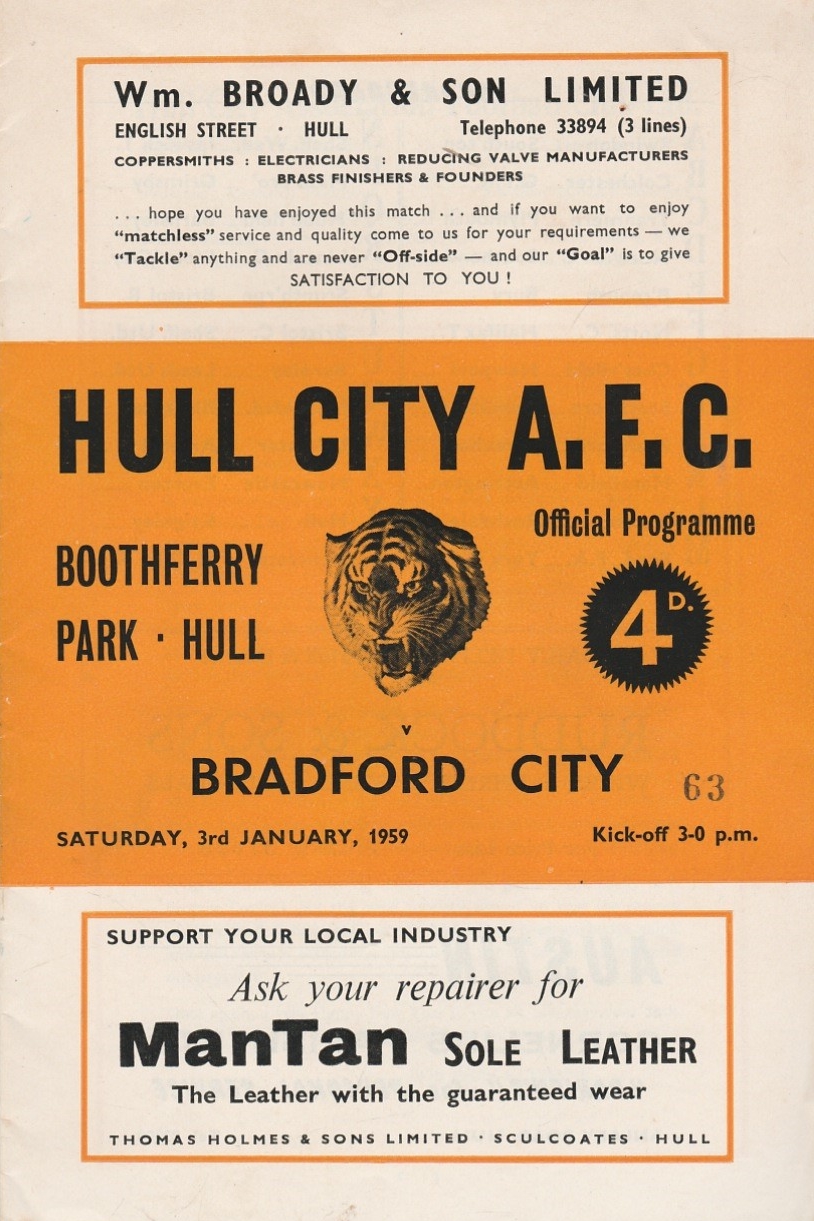 Wm. BROADY & SON LIMITED
ENGLISH STREET · HULL Telephone 33894 (3 lines)
COPPERSMITHS : ELECTRICIANS : REDUCING VALVE MANUFACTURERS
BRASS FINISHERS & FOUNDERS
. . . hope you have enjoyed this match . . . and if you want to enjoy
“matchless” service and quality come to us for your requirements — we
“Tackle” anything and are never “Off-side” — and our “Goal” is to give
SATISFACTION TO YOU !
HULL CITY A.F.C.
Official Programme
BOOTHFERRY
PARK · HULL
4D.
v
BRADFORD CITY
63
SATURDAY, 3rd JANUARY, 1959 Kick-off 3-0 p.m.
SUPPORT YOUR LOCAL INDUSTRY
Ask your repairer for
ManTan SOLE LEATHER
The Leather with the guaranteed wear
THOMAS HOLMES & SONS LIMITED · SCULCOATES · HULL